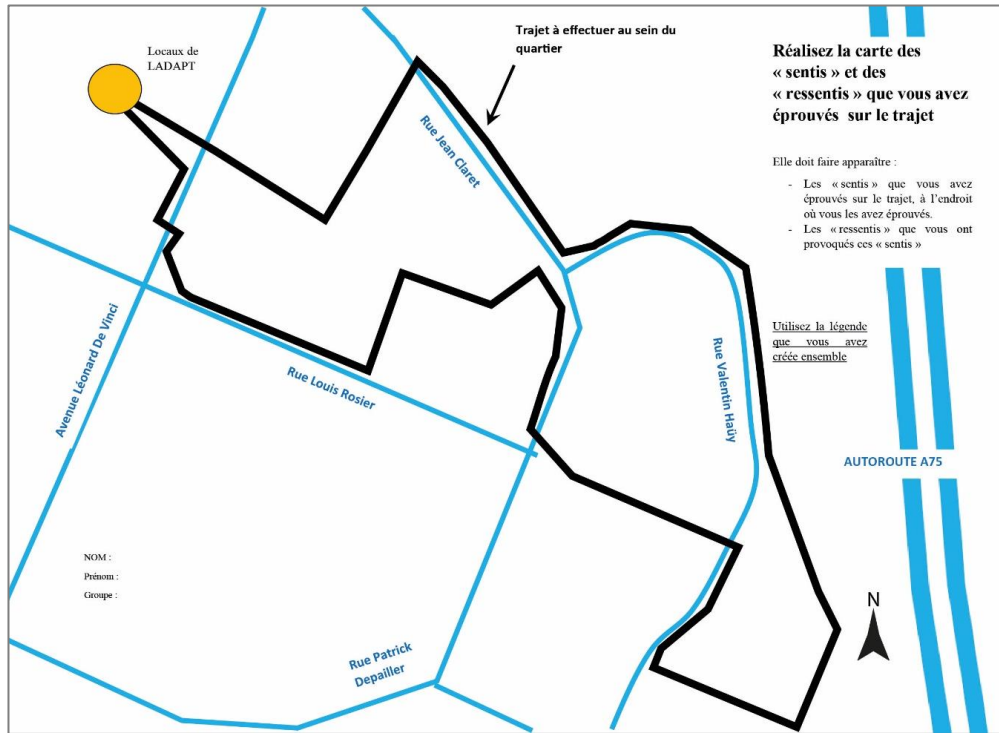 Locaux de
LADAPT
Trajet à effectuer au sein du
quartier
Réalisez la carte des
« sentis » et des
« ressentis » que vous avez
éprouvés sur le trajet
Elle doit faire apparaître :
- Les « sentis » que vous avez
éprouvés sur le trajet, à l'endroit
où vous les avez éprouvés.
- Les « ressentis » que vous ont
provoqués ces « sentis »
Utilisez la légende
que vous avez
créée ensemble
Rue Jean Claret
Avenue Léonard De Vinci
Rue Louis Rosier
Rue Valentin Haüy
AUTOROUTE A75
NOM :
Prénom :
Groupe :
N
Rue Patrick
Depailler